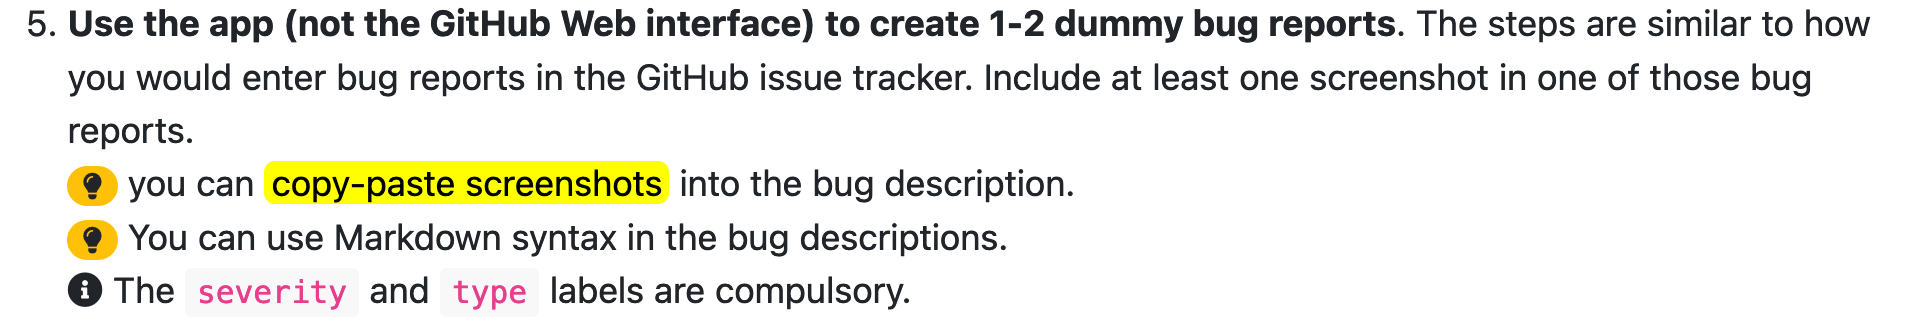 5. Use the app (not the GitHub Web interface) to create 1-2 dummy bug reports. The steps are similar to how
you would enter bug reports in the GitHub issue tracker. Include at least one screenshot in one of those bug
reports.
you can copy-paste screenshots into the bug description.
You can use Markdown syntax in the bug descriptions.
The severity and type labels are compulsory.